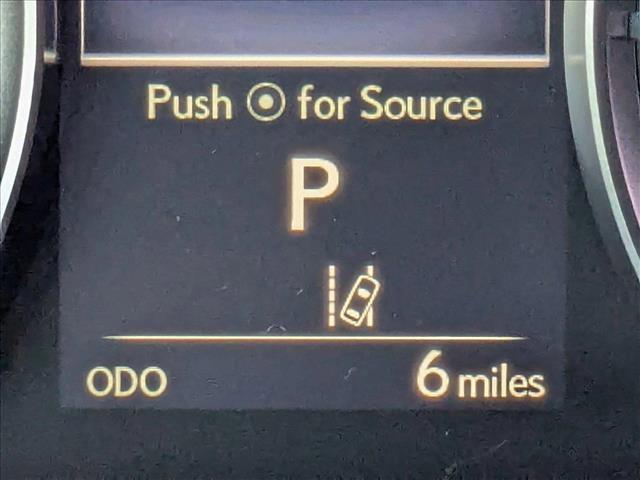 Push ⦿ for Source
P
ODO 6 miles